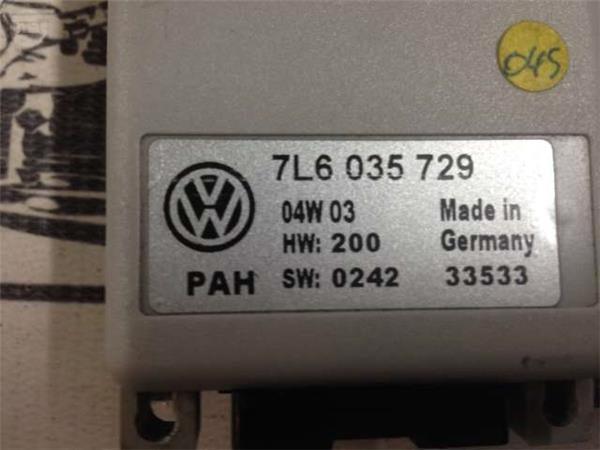 045
7L6 035 729
04W 03 Made in
HW: 200 Germany
PAH SW: 0242 33533